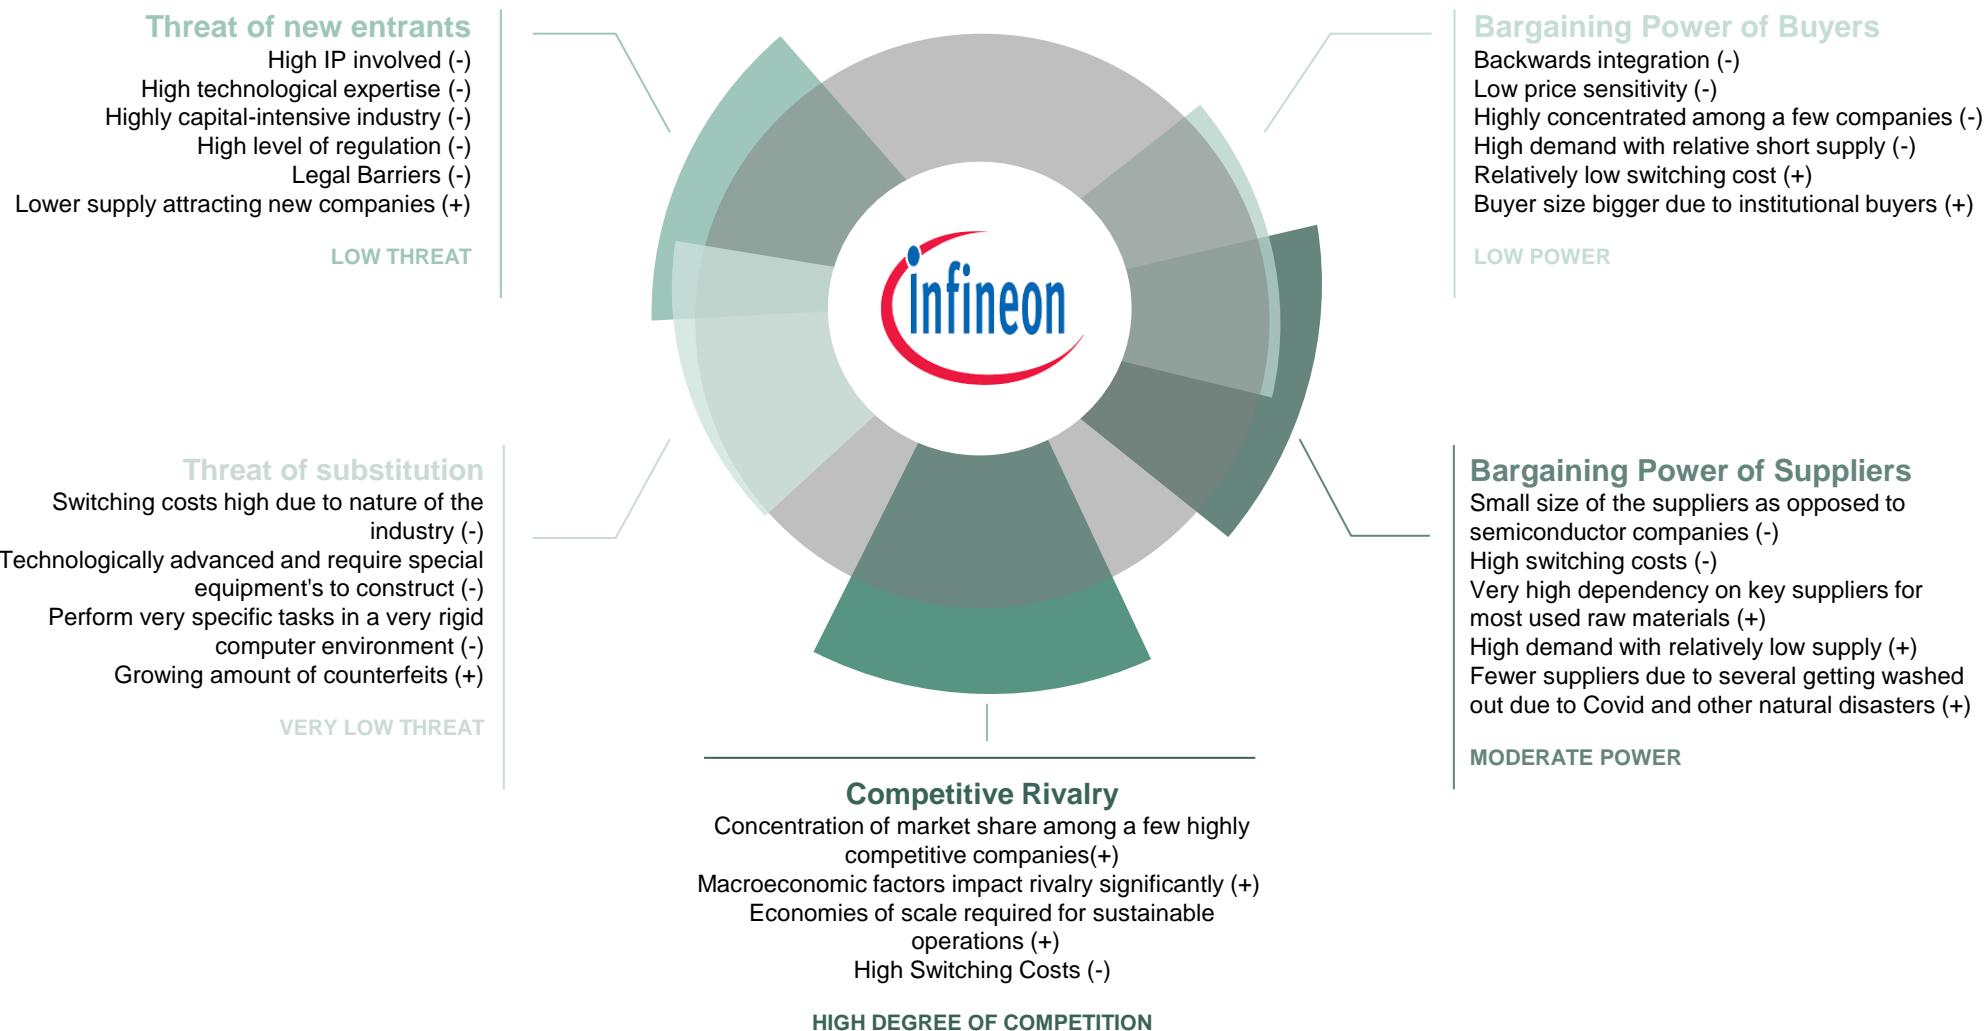 Threat of new entrants
High IP involved (-)
High technological expertise (-)
Highly capital-intensive industry (-)
High level of regulation (-)
Legal Barriers (-)
Lower supply attracting new companies (+)
LOW THREAT
Bargaining Power of Buyers
Backwards integration (-)
Low price sensitivity (-)
Highly concentrated among a few companies (-)
High demand with relative short supply (-)
Relatively low switching cost (+)
Buyer size bigger due to institutional buyers (+)
LOW POWER
infineon
Threat of substitution
Switching costs high due to nature of the
industry (-)
Technologically advanced and require special
equipment's to construct (-)
Perform very specific tasks in a very rigid
computer environment (-)
Growing amount of counterfeits (+)
VERY LOW THREAT
Bargaining Power of Suppliers
Small size of the suppliers as opposed to
semiconductor companies (-)
High switching costs (-)
Very high dependency on key suppliers for
most used raw materials (+)
High demand with relatively low supply (+)
Fewer suppliers due to several getting washed
out due to Covid and other natural disasters (+)
MODERATE POWER
Competitive Rivalry
Concentration of market share among a few highly
competitive companies(+)
Macroeconomic factors impact rivalry significantly (+)
Economies of scale required for sustainable
operations (+)
High Switching Costs (-)
HIGH DEGREE OF COMPETITION